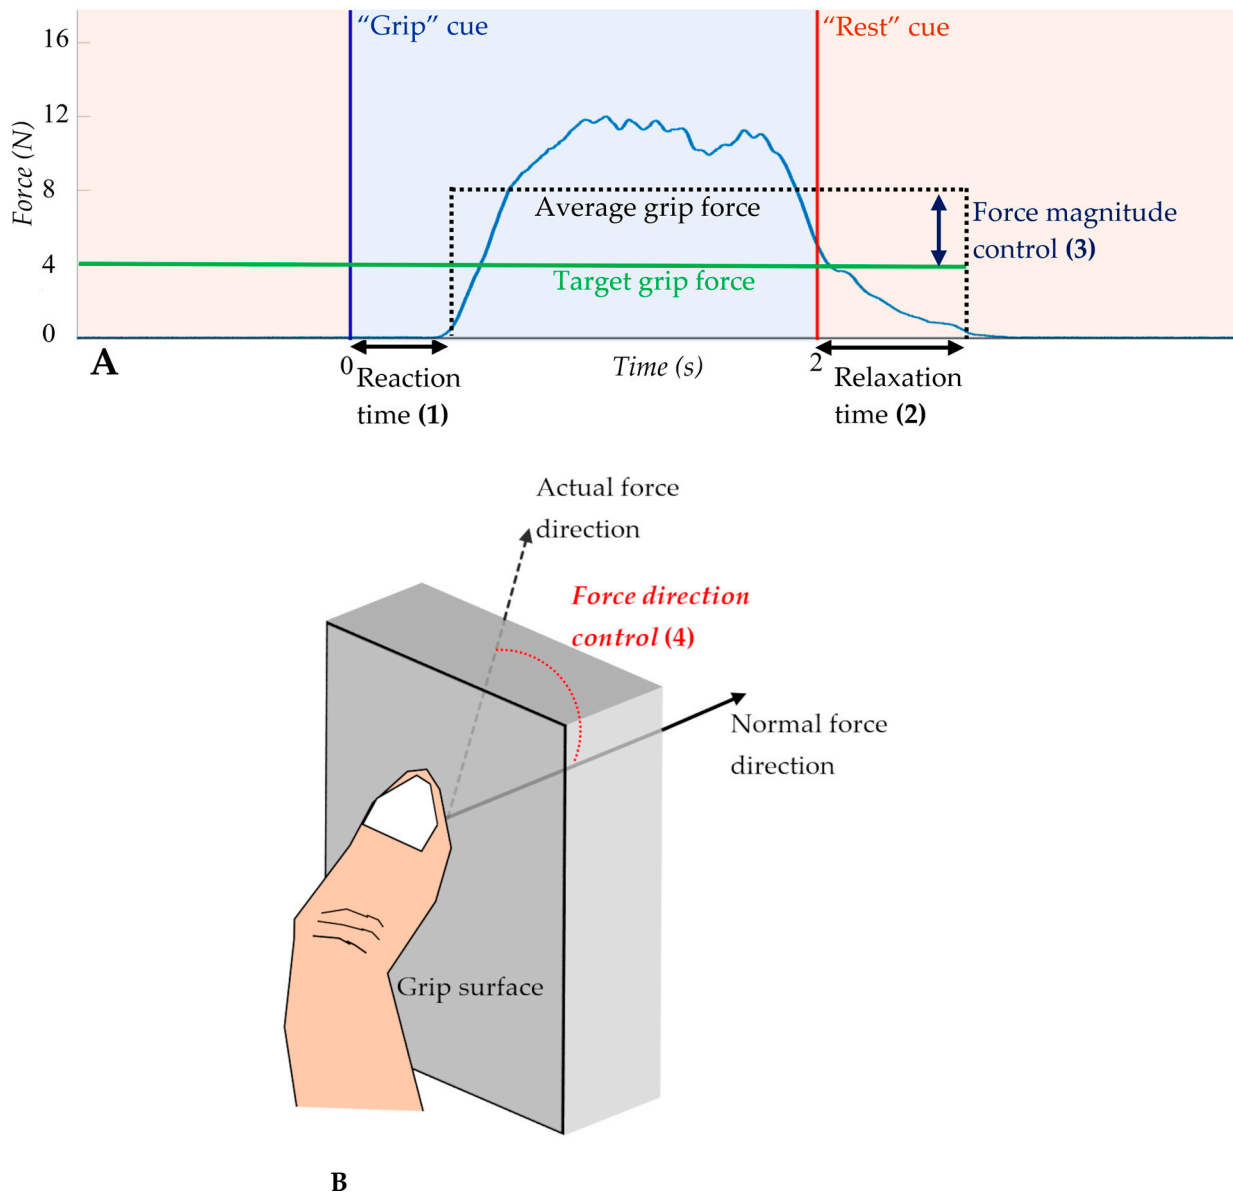 16
12
8
4
0
Force (N)
“Grip” cue
“Rest” cue
Average grip force
Target grip force
Force magnitude
control (3)
A
0
Time (s)
2
Reaction
time (1)
Relaxation
time (2)
Actual force
direction
Force direction
control (4)
Normal force
direction
Grip surface
B